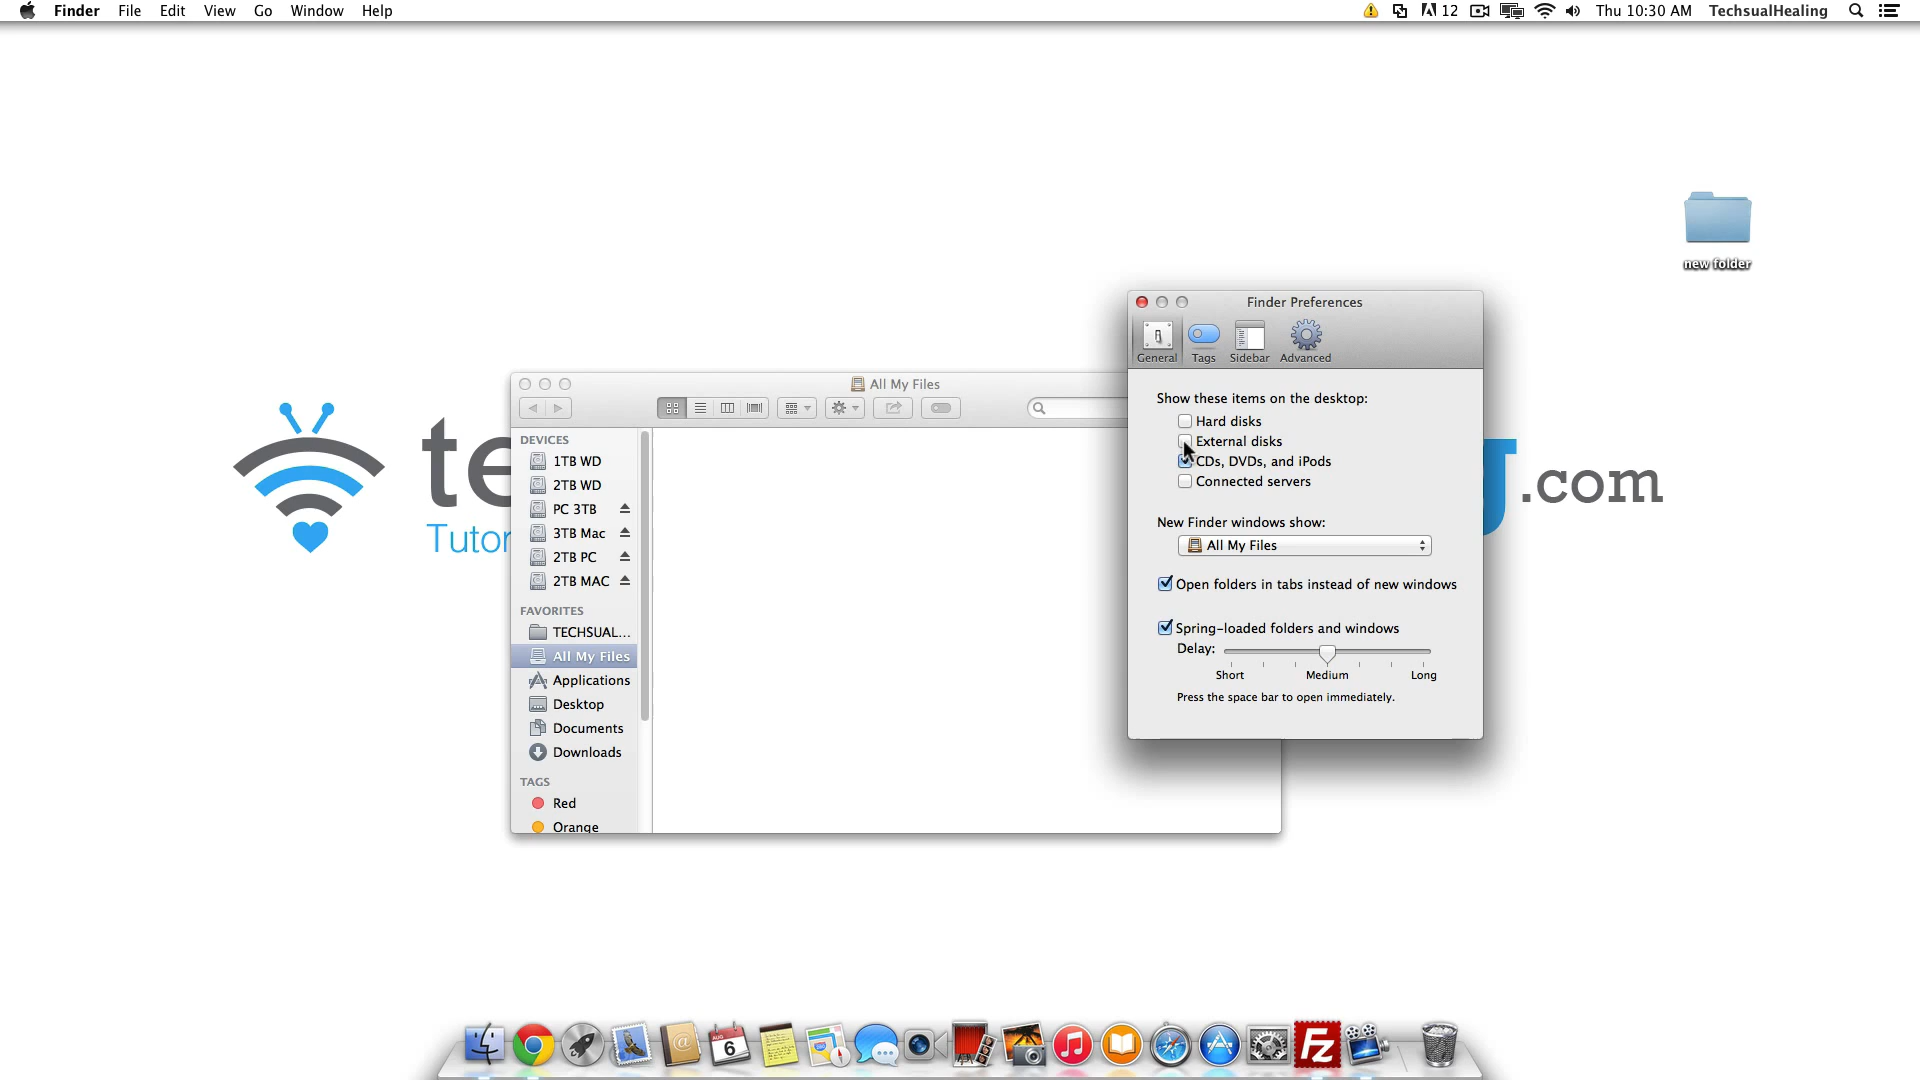 Finder File Edit View Go Window Help
12 Thu 10:30 AM TechsualHealing
new folder
Finder Preferences
General Tags Sidebar Advanced
Show these items on the desktop:
Hard disks
External disks
CDs, DVDs, and iPods
Connected servers
New Finder windows show:
All My Files
Open folders in tabs instead of new windows
Spring-loaded folders and windows
Delay:
Short Medium Long
Press the space bar to open immediately.
All My Files
DEVICES
1TB WD
2TB WD
PC 3TB
3TB Mac
2TB PC
2TB MAC
FAVORITES
TECHSUAL...
All My Files
Applications
Desktop
Documents
Downloads
TAGS
Red
Orange
te
.com
Tutor
AUG
6
Fz